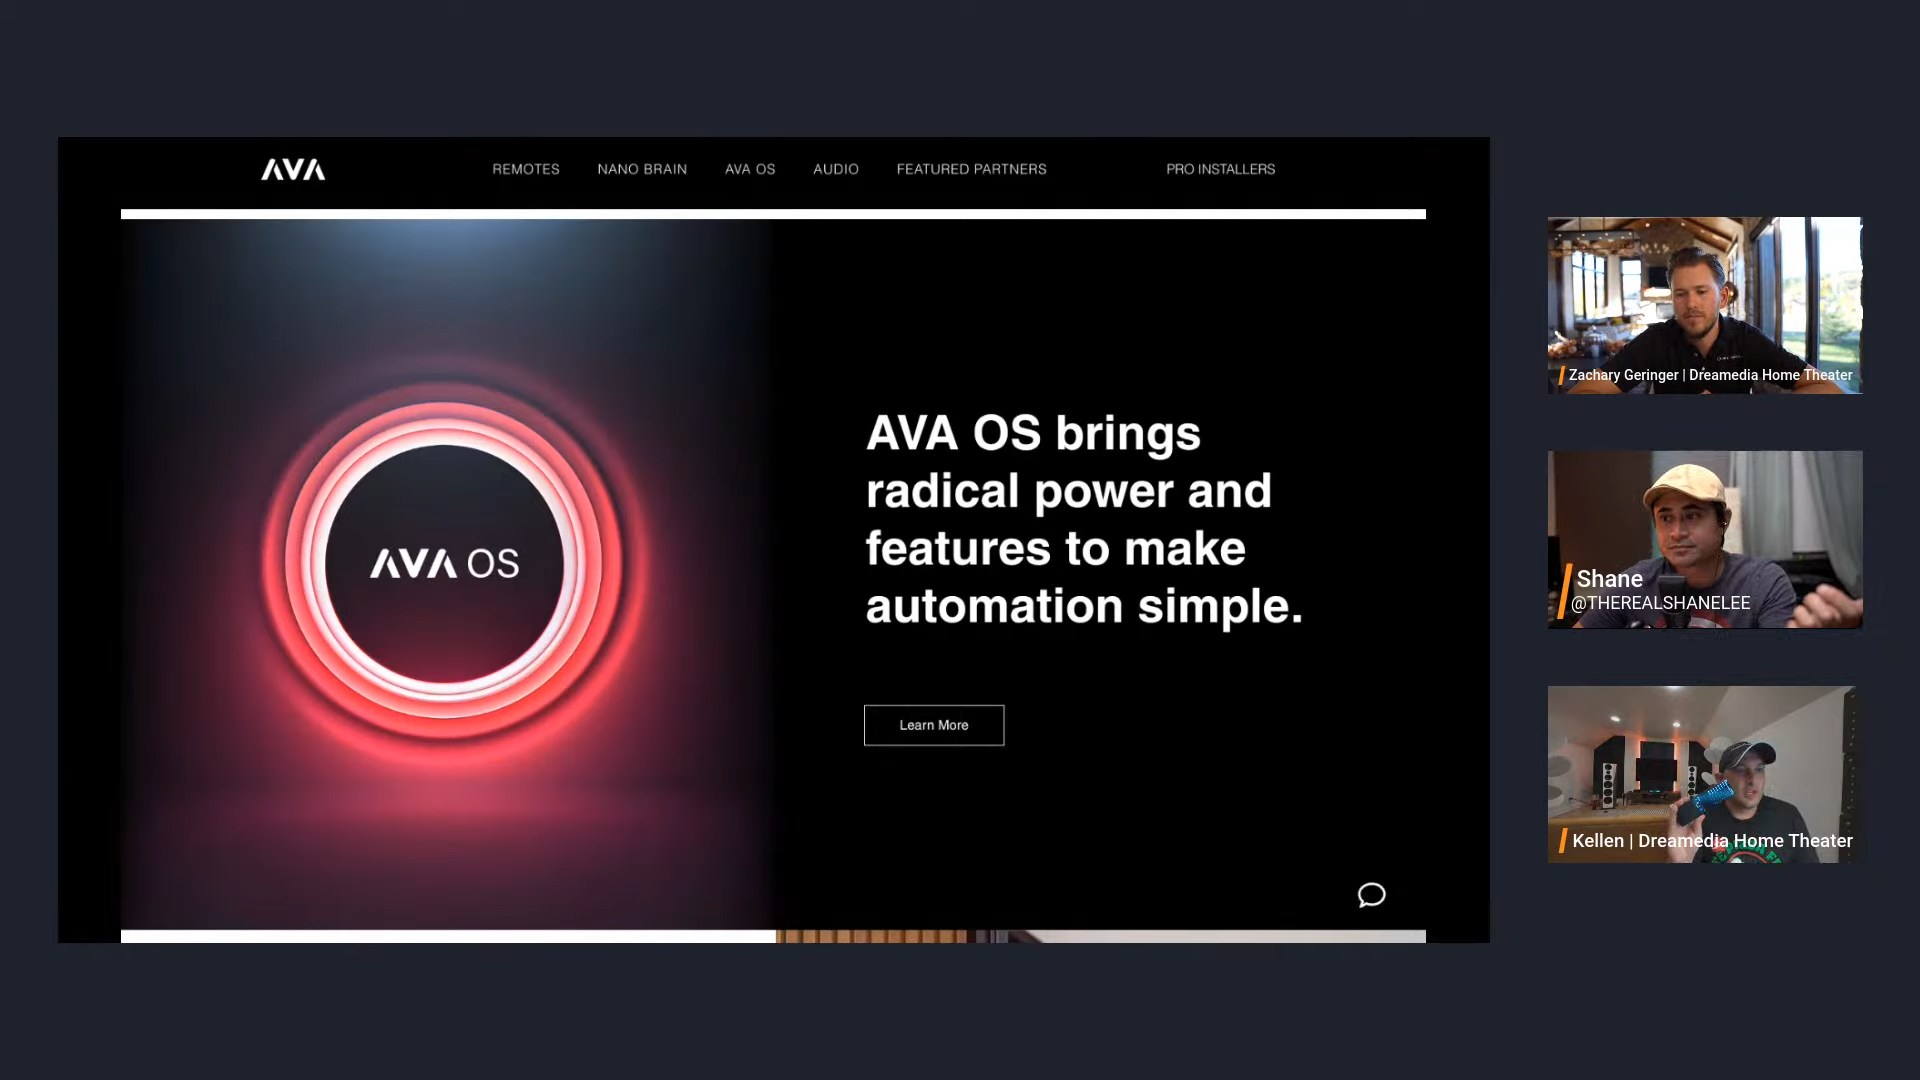 AVA
REMOTES
NANO BRAIN
AVA OS
AUDIO
FEATURED PARTNERS
PRO INSTALLERS
AVA OS
AVA OS brings
radical power and
features to make
automation simple.
Learn More
Zachary Geringer | Dreamedia Home Theater
Shane
@THEREALSHANELEE
Kellen | Dreamedia Home Theater